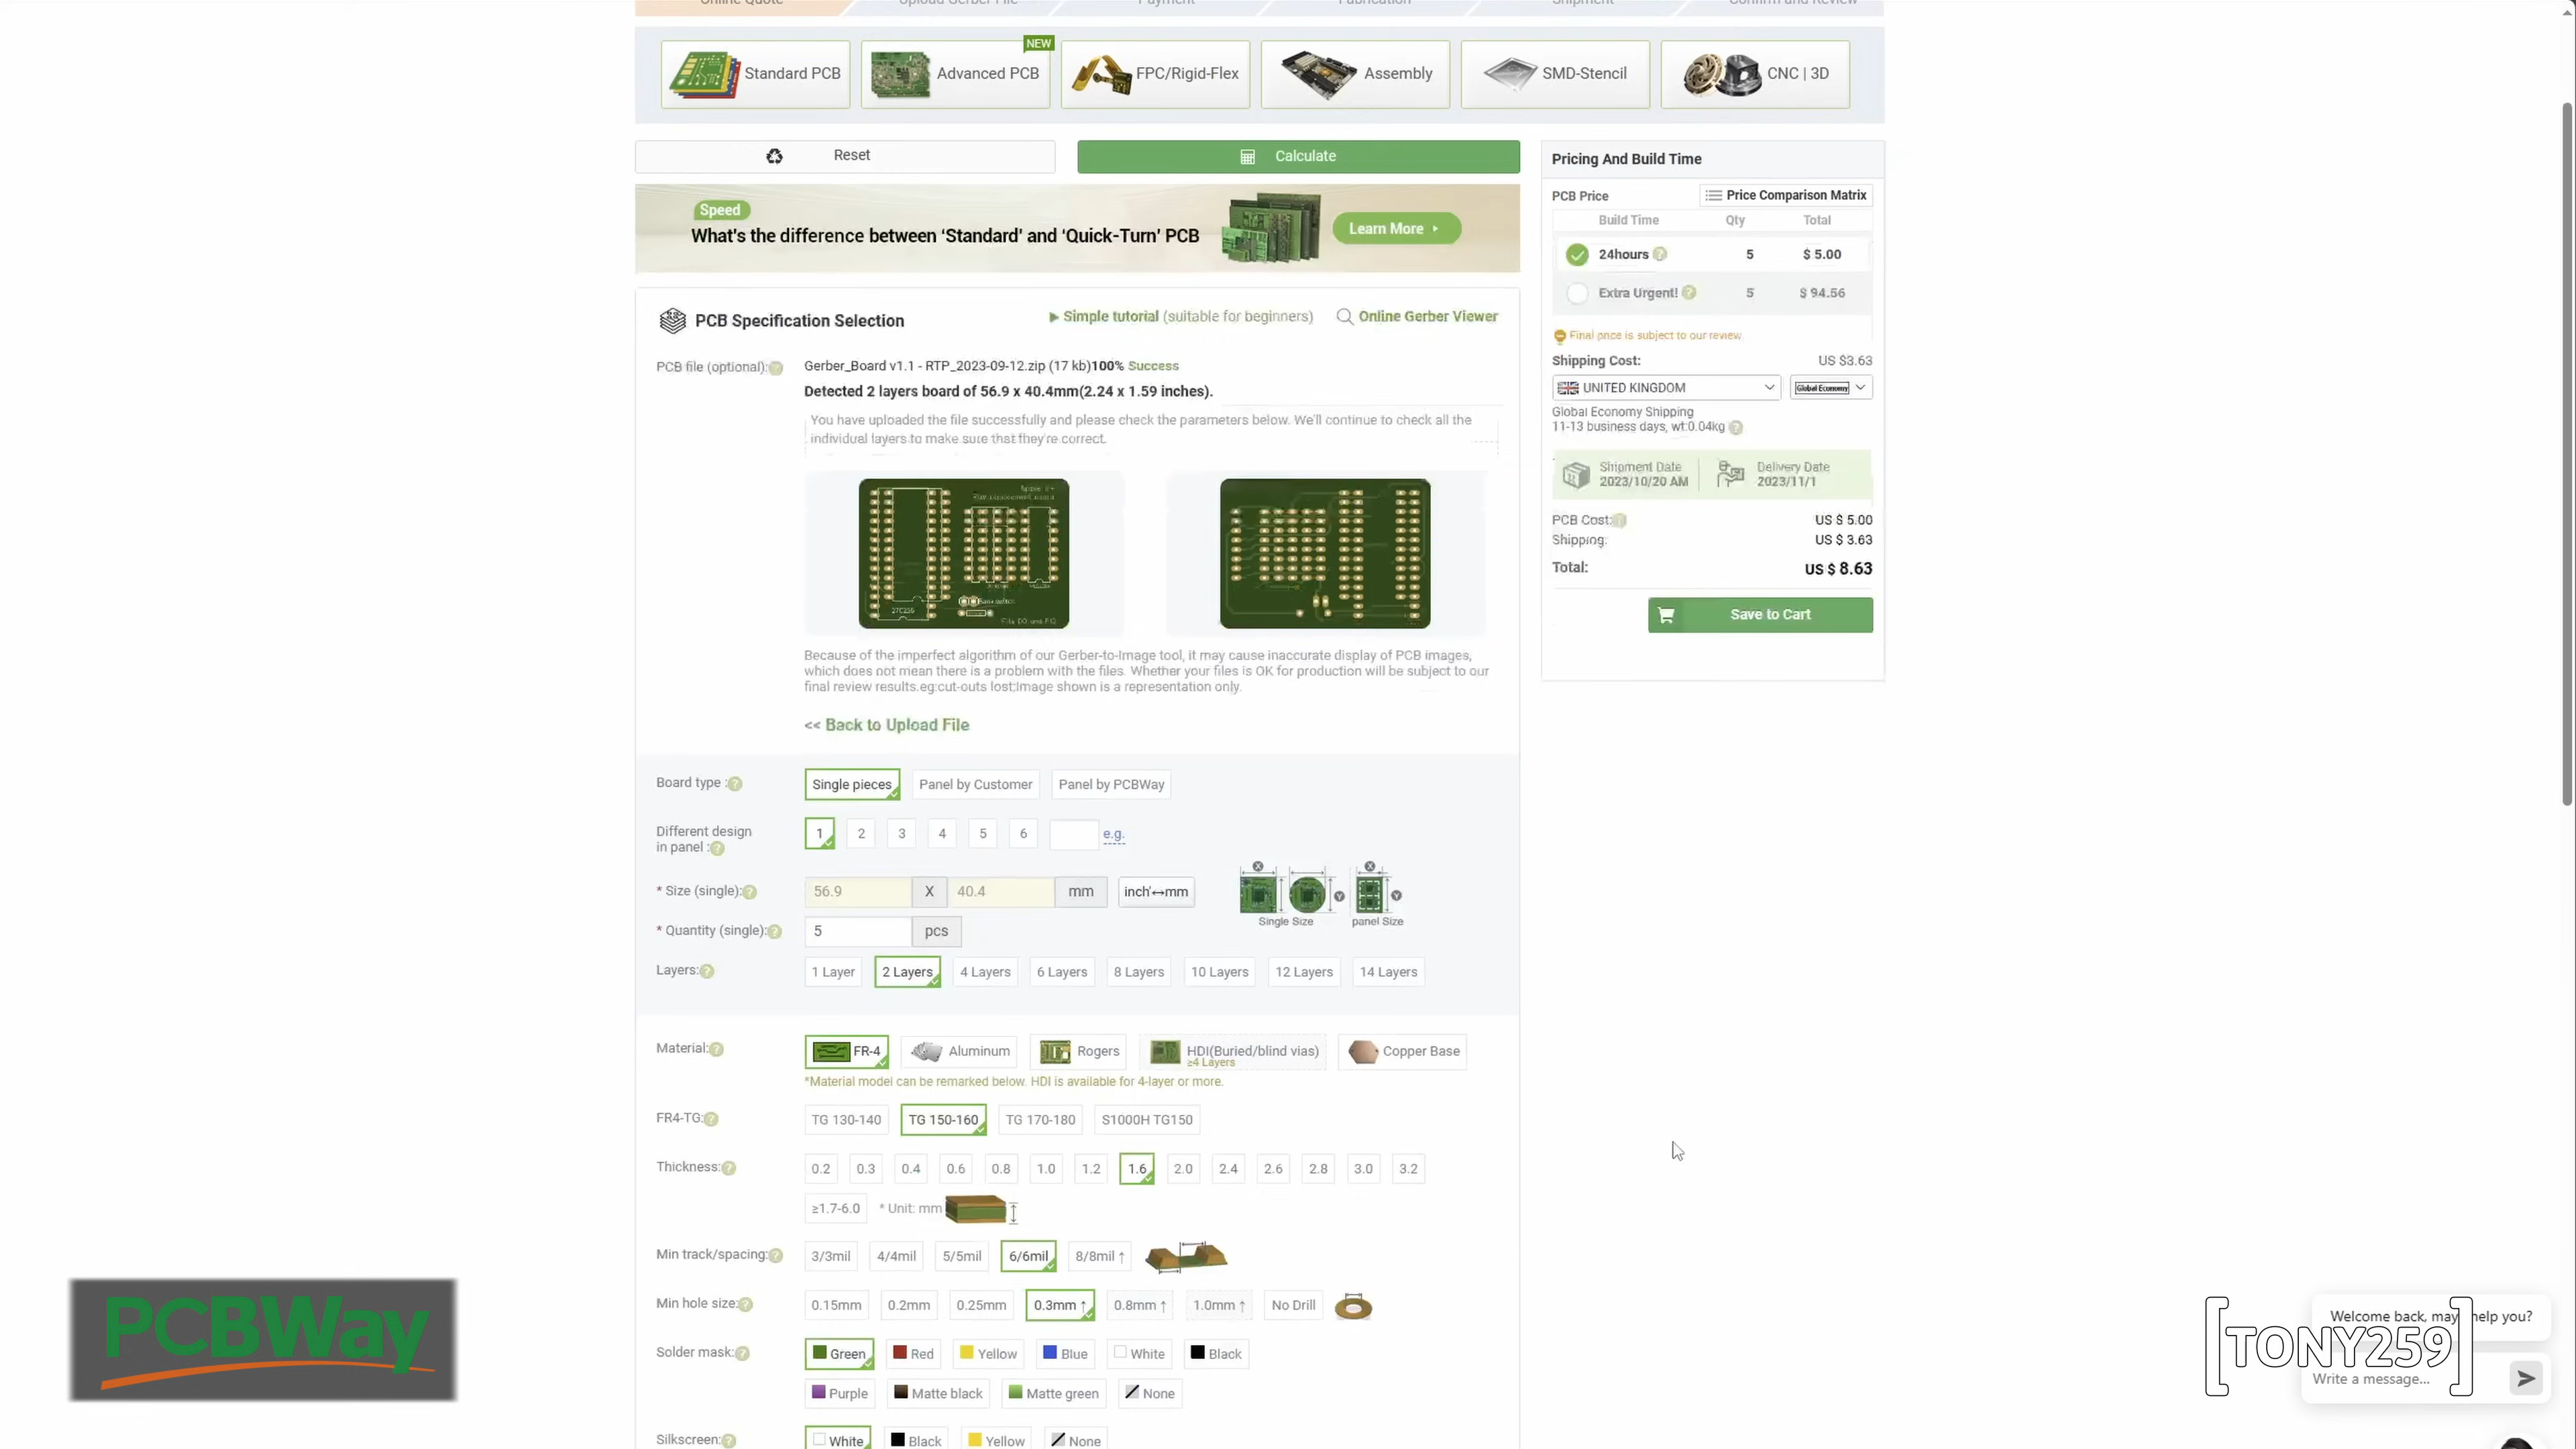 Online Quote
Upload Gerber File
Payment
Fabrication
Shipment
Confirm and Review
Standard PCB
NEW
Advanced PCB
FPC/Rigid-Flex
Assembly
SMD-Stencil
CNC | 3D
Reset
Calculate
Speed
What's the difference between ‘Standard’ and ‘Quick-Turn’ PCB
Learn More
PCB Specification Selection
Simple tutorial (suitable for beginners)
Online Gerber Viewer
PCB file (optional):
Gerber_Board v1.1 - RTP_2023-09-12.zip (17 kb)100% Success
Detected 2 layers board of 56.9 x 40.4mm(2.24 x 1.59 inches).
You have uploaded the file successfully and please check the parameters below. We'll continue to check all the
individual layers to make sure that they're correct.
27C256
Because of the imperfect algorithm of our Gerber-to-Image tool, it may cause inaccurate display of PCB images,
which does not mean there is a problem with the files. Whether your files is OK for production will be subject to our
final review results.eg:cut-outs lost;Image shown is a representation only.
<< Back to Upload File
Board type :
Single pieces
Panel by Customer
Panel by PCBWay
Different design
in panel :
1 2 3 4 5 6 e.g.
* Size (single):
56.9 X 40.4 mm inch'↔mm
Single Size
panel Size
* Quantity (single):
5 pcs
Layers:
1 Layer
2 Layers
4 Layers
6 Layers
8 Layers
10 Layers
12 Layers
14 Layers
Material:
FR-4
Aluminum
Rogers
HDI(Buried/blind vias)
≥4 Layers
Copper Base
*Material model can be remarked below. HDI is available for 4-layer or more.
FR4-TG:
TG 130-140
TG 150-160
TG 170-180
S1000H TG150
Thickness:
0.2 0.3 0.4 0.6 0.8 1.0 1.2 1.6 2.0 2.4 2.6 2.8 3.0 3.2
≥1.7-6.0 * Unit: mm
Min track/spacing:
3/3mil 4/4mil 5/5mil 6/6mil 8/8mil ↑
Min hole size:
0.15mm 0.2mm 0.25mm 0.3mm ↑ 0.8mm ↑ 1.0mm ↑ No Drill
Solder mask:
Green Red Yellow Blue White Black
Purple Matte black Matte green None
Silkscreen:
White Black Yellow None
Pricing And Build Time
PCB Price
Price Comparison Matrix
Build Time Qty Total
24hours 5 $ 5.00
Extra Urgent! 5 $ 94.56
Final price is subject to our review.
Shipping Cost: US $3.63
UNITED KINGDOM
Global Economy
Global Economy Shipping
11-13 business days, wt:0.04kg
Shipment Date
2023/10/20 AM
Delivery Date
2023/11/1
PCB Cost: US $ 5.00
Shipping: US $ 3.63
Total: US $ 8.63
Save to Cart
PCBWay
Welcome back, may help you?
[TONY259]
Write a message...